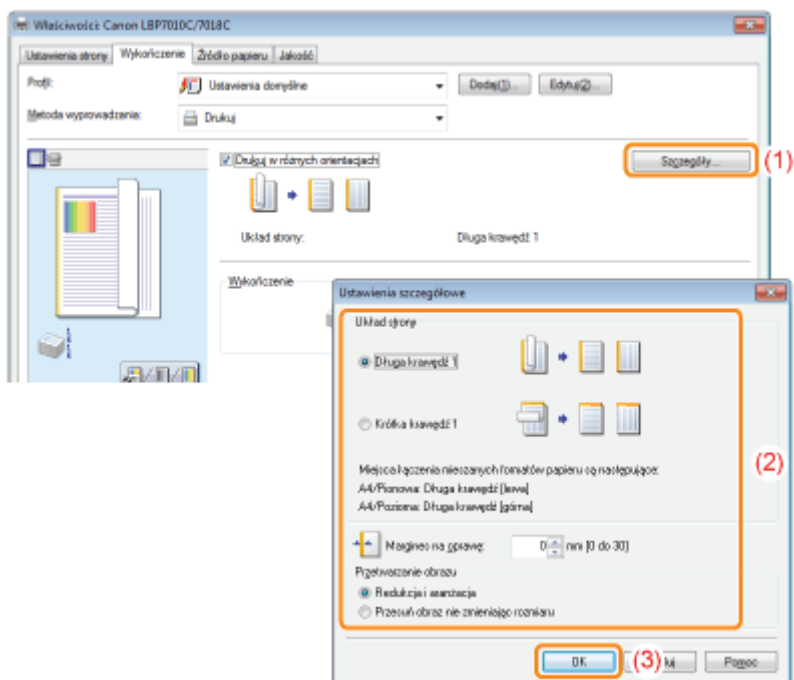 Właściwości: Canon LBP7010C/7018C
Ustawienia strony Wykończenie Źródło papieru Jakość
Profil: Ustawienia domyślne Dodaj(1)... Edytuj(2)...
Metoda wyprowadzania: Drukuj
Drukuj w różnych orientacjach Szczegóły... (1)
Układ strony: Długa krawędź 1
Wykończenie
Ustawienia szczegółowe
Układ strony
Długa krawędź 1
Krótka krawędź 1
(2)
Miejsca łączenia mieszanych formatów papieru są następujące:
A4/Pionowa: Długa krawędź [lewa]
A4/Pozioma: Długa krawędź [górna]
Margines na oprawę: 0 mm [0 do 30]
Przetwarzanie obrazu
Redukcja i aranżacja
Przesuń obraz nie zmieniając rozmiaru
OK (3) uj Pomoc